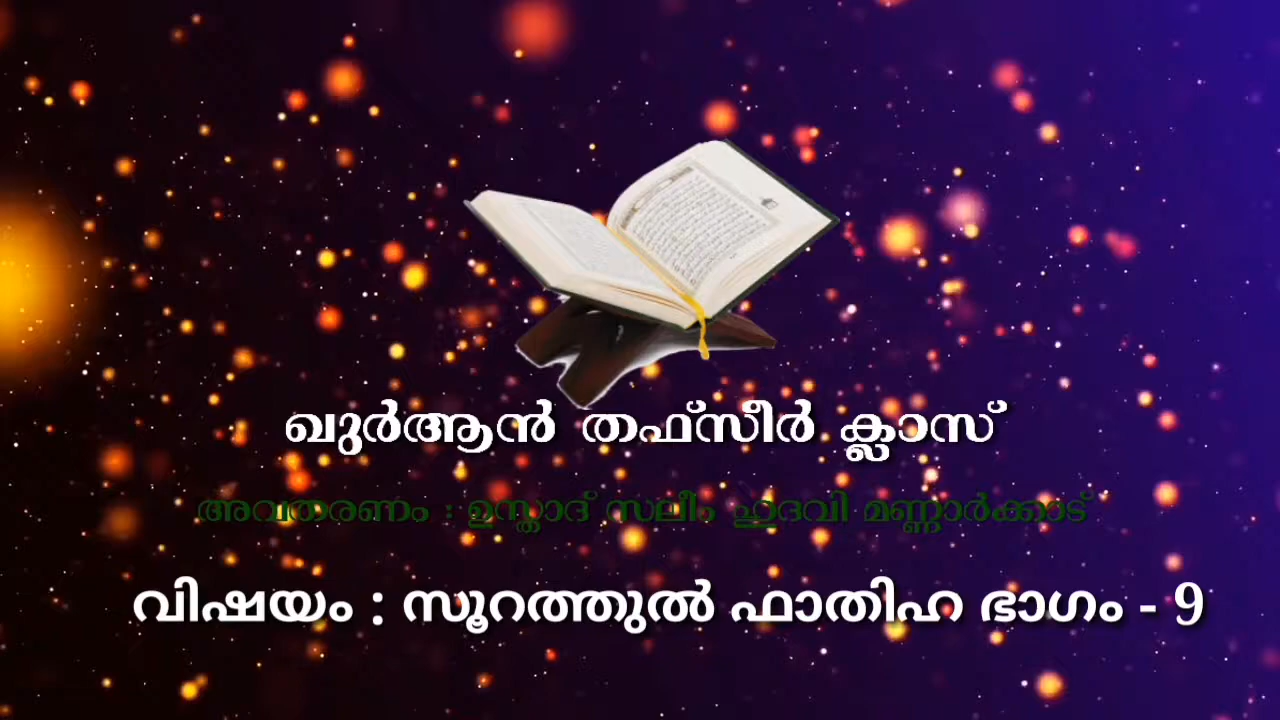 ഖുർആൻ തഫ്സീർ ക്ലാസ്
അവതരണം : ഉസ്താദ് സലീം ഹുദവി മണ്ണാർക്കാട്
വിഷയം : സൂറത്തുൽ ഫാതിഹ ഭാഗം - 9